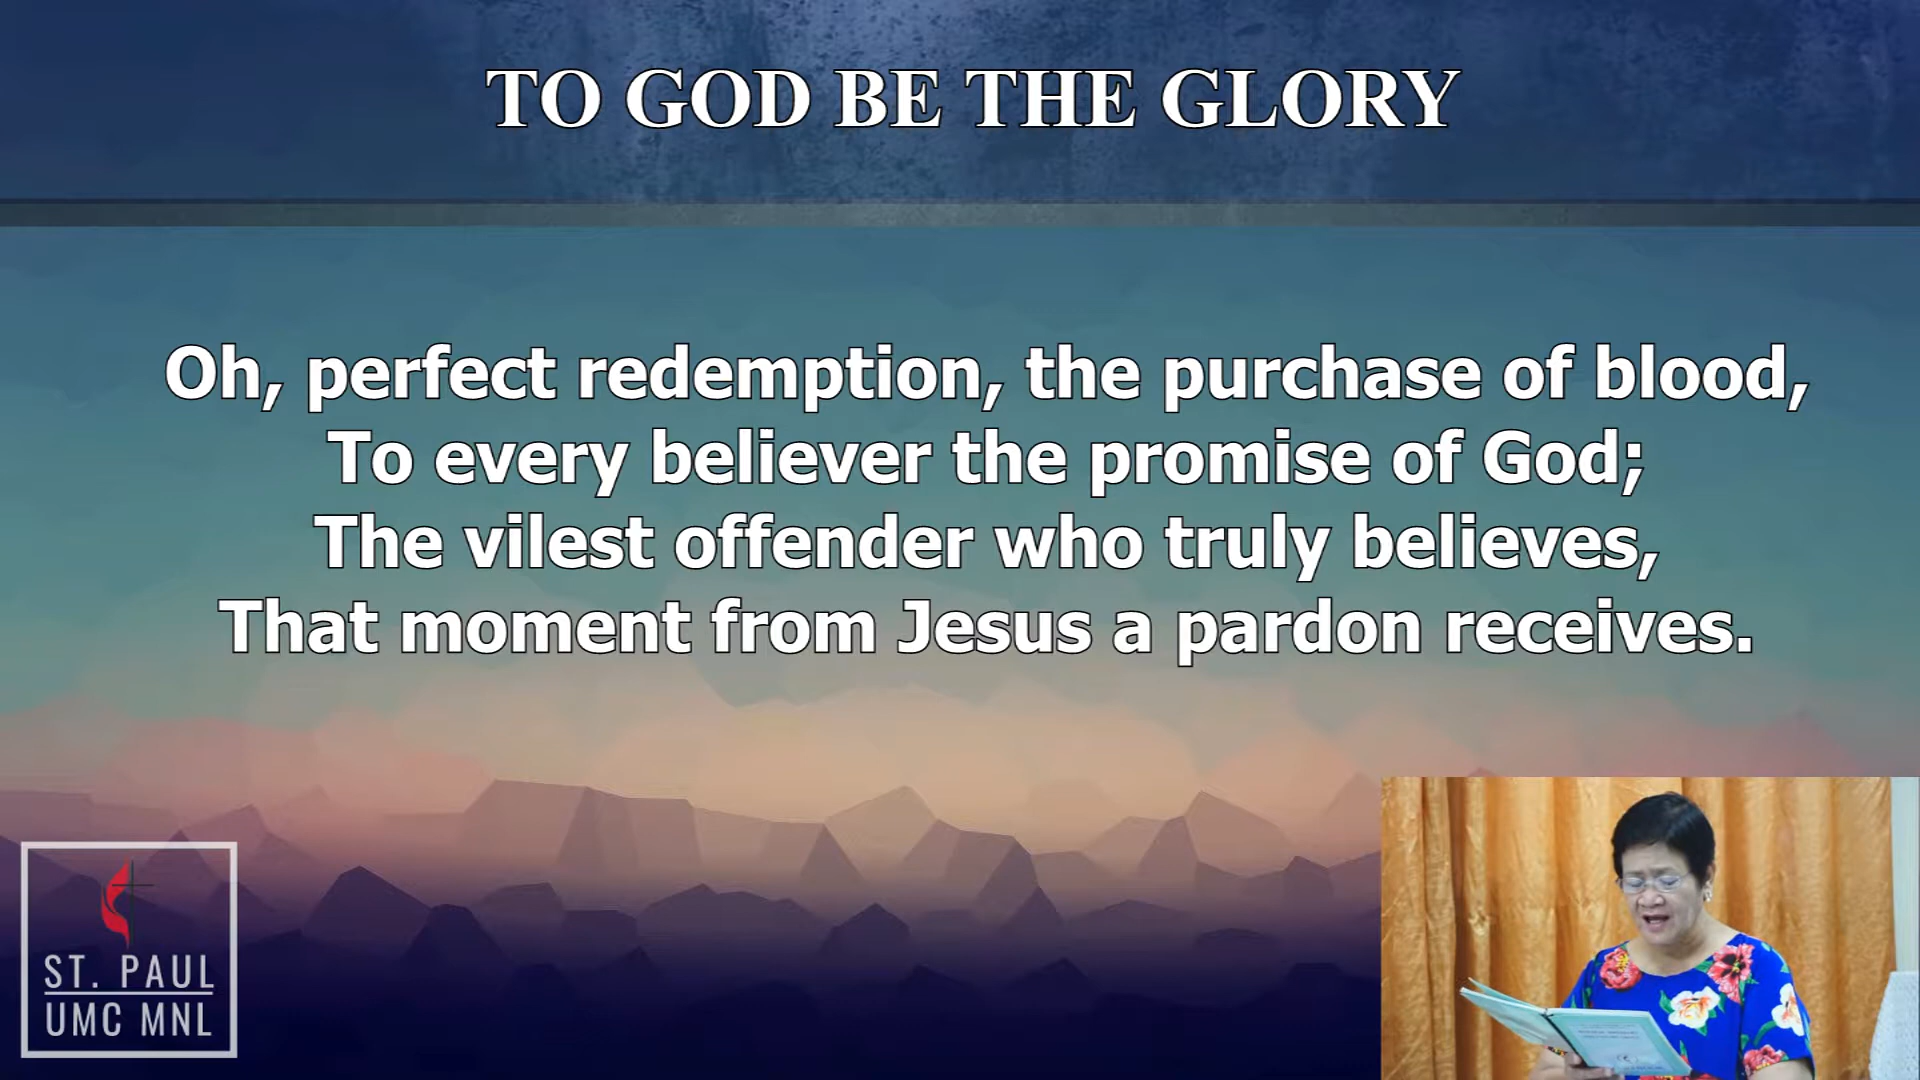 TO GOD BE THE GLORY
Oh, perfect redemption, the purchase of blood,
To every believer the promise of God;
The vilest offender who truly believes,
That moment from Jesus a pardon receives.
ST. PAUL
UMC MNL